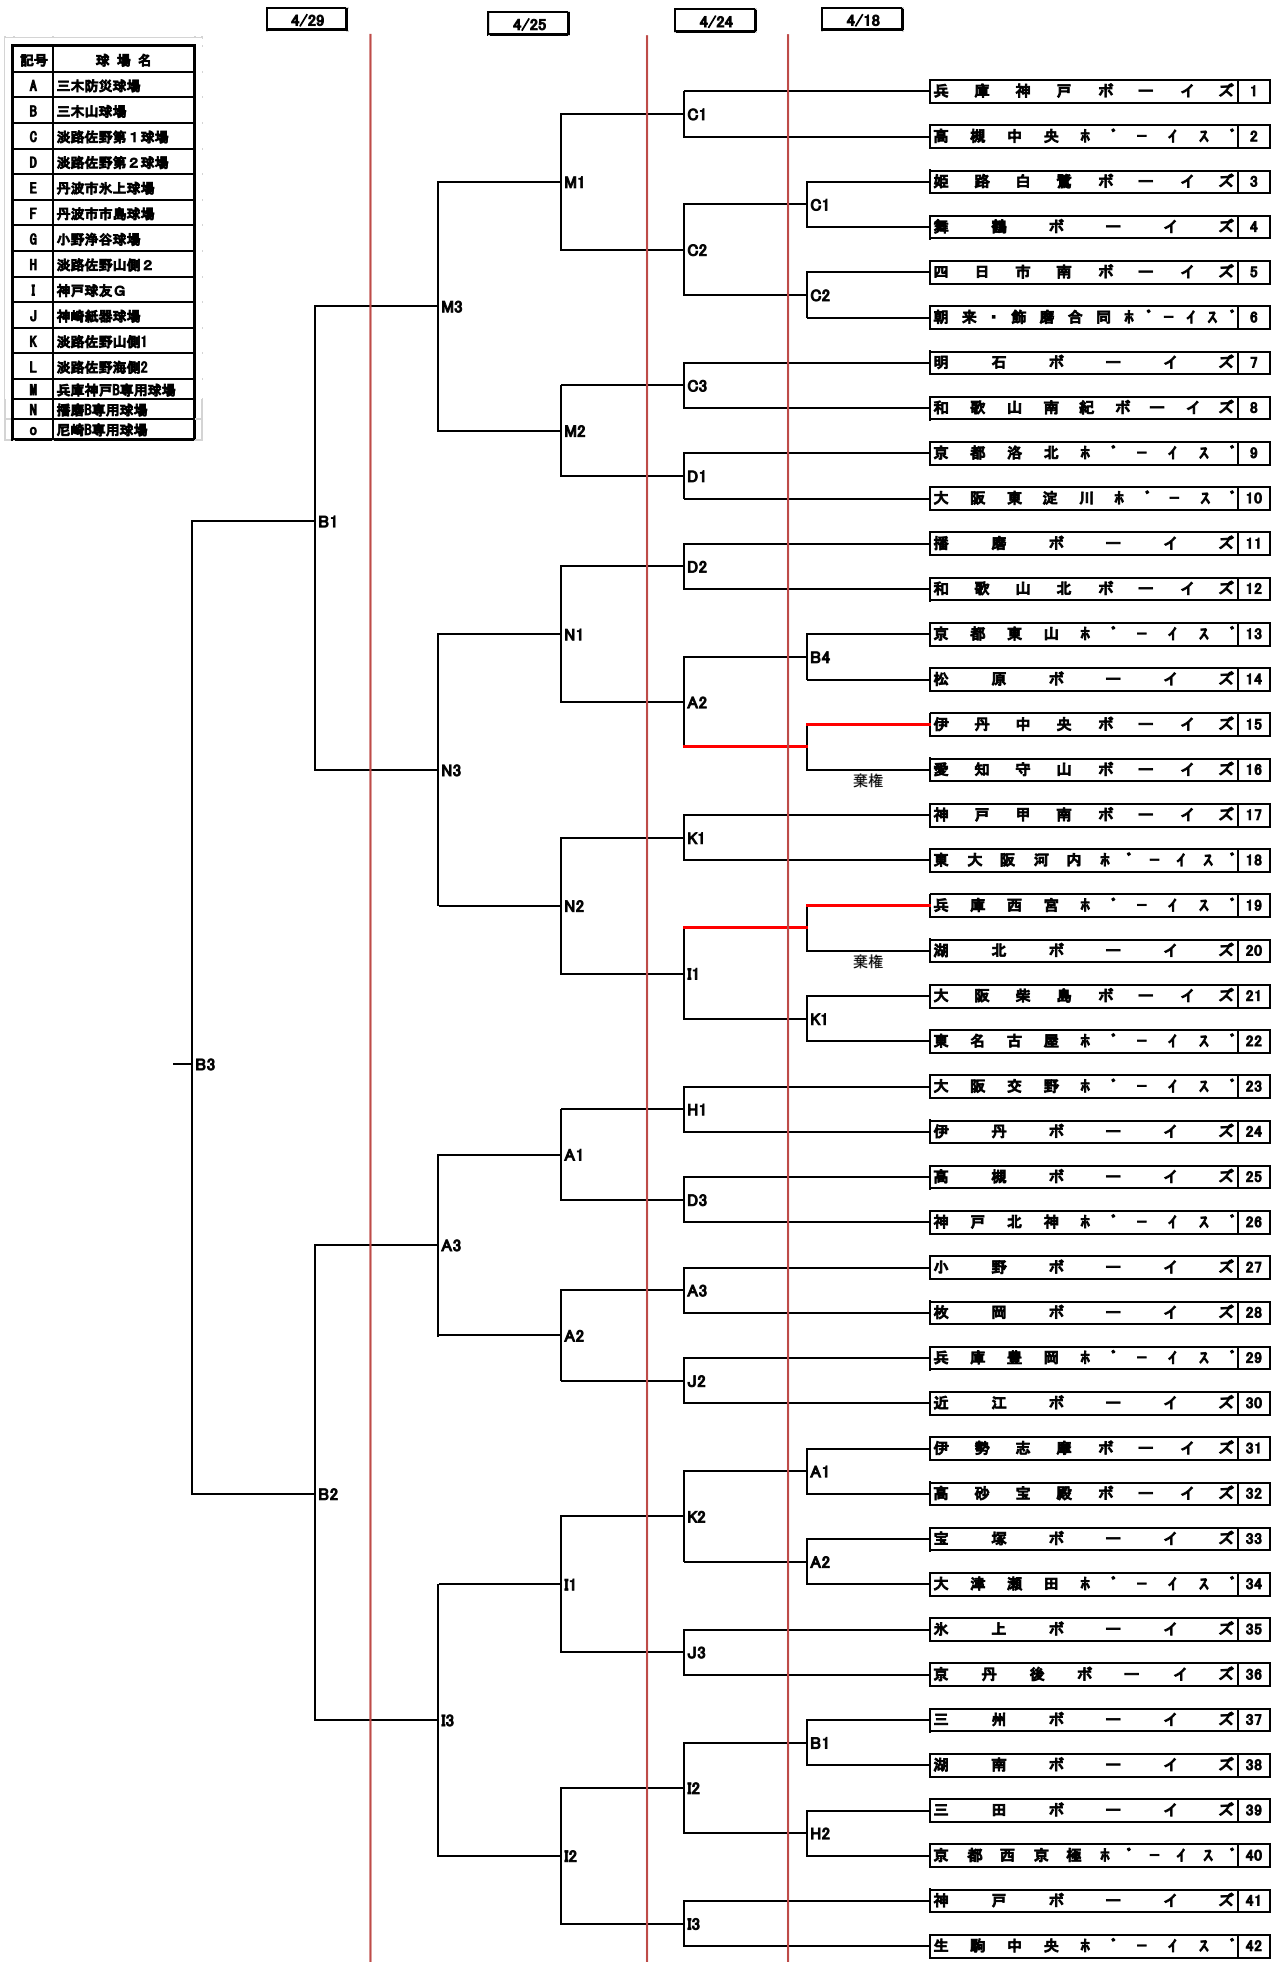 4/29 4/25 4/24 4/18
記号 球場名
A 三木防災球場
B 三木山球場
C 淡路佐野第1球場
D 淡路佐野第2球場
E 丹波市氷上球場
F 丹波市市島球場
G 小野浄谷球場
H 淡路佐野山側2
I 神戸球友G
J 神崎紙器球場
K 淡路佐野山側1
L 淡路佐野海側2
M 兵庫神戸B専用球場
N 播磨B専用球場
o 尼崎B専用球場
兵庫神戸ボーイズ 1
C1
高槻中央ﾎﾞｰｲｽﾞ 2
M1
姫路白鷺ボーイズ 3
C1
舞鶴ボーイズ 4
C2
四日市南ボーイズ 5
C2
M3
朝来・飾磨合同ﾎﾞｰｲｽﾞ 6
明石ボーイズ 7
C3
和歌山南紀ボーイズ 8
M2
京都洛北ﾎﾞｰｲｽﾞ 9
D1
大阪東淀川ﾎﾞｰｽﾞ 10
B1
播磨ボーイズ 11
D2
和歌山北ボーイズ 12
N1
京都東山ﾎﾞｰｲｽﾞ 13
B4
松原ボーイズ 14
A2
伊丹中央ボーイズ 15
N3
愛知守山ボーイズ 16
棄権
神戸甲南ボーイズ 17
K1
東大阪河内ﾎﾞｰｲｽﾞ 18
N2
兵庫西宮ﾎﾞｰｲｽﾞ 19
湖北ボーイズ 20
棄権
I1
大阪柴島ボーイズ 21
K1
東名古屋ﾎﾞｰｲｽﾞ 22
B3
大阪交野ﾎﾞｰｲｽﾞ 23
H1
伊丹ボーイズ 24
A1
高槻ボーイズ 25
D3
神戸北神ﾎﾞｰｲｽﾞ 26
A3
小野ボーイズ 27
A3
枚岡ボーイズ 28
A2
兵庫豊岡ﾎﾞｰｲｽﾞ 29
J2
近江ボーイズ 30
伊勢志摩ボーイズ 31
A1
高砂宝殿ボーイズ 32
B2
K2
宝塚ボーイズ 33
A2
大津瀬田ﾎﾞｰｲｽﾞ 34
I1
氷上ボーイズ 35
J3
京丹後ボーイズ 36
三州ボーイズ 37
I3
B1
湖南ボーイズ 38
I2
三田ボーイズ 39
H2
京都西京極ﾎﾞｰｲｽﾞ 40
I2
神戸ボーイズ 41
I3
生駒中央ﾎﾞｰｲｽﾞ 42